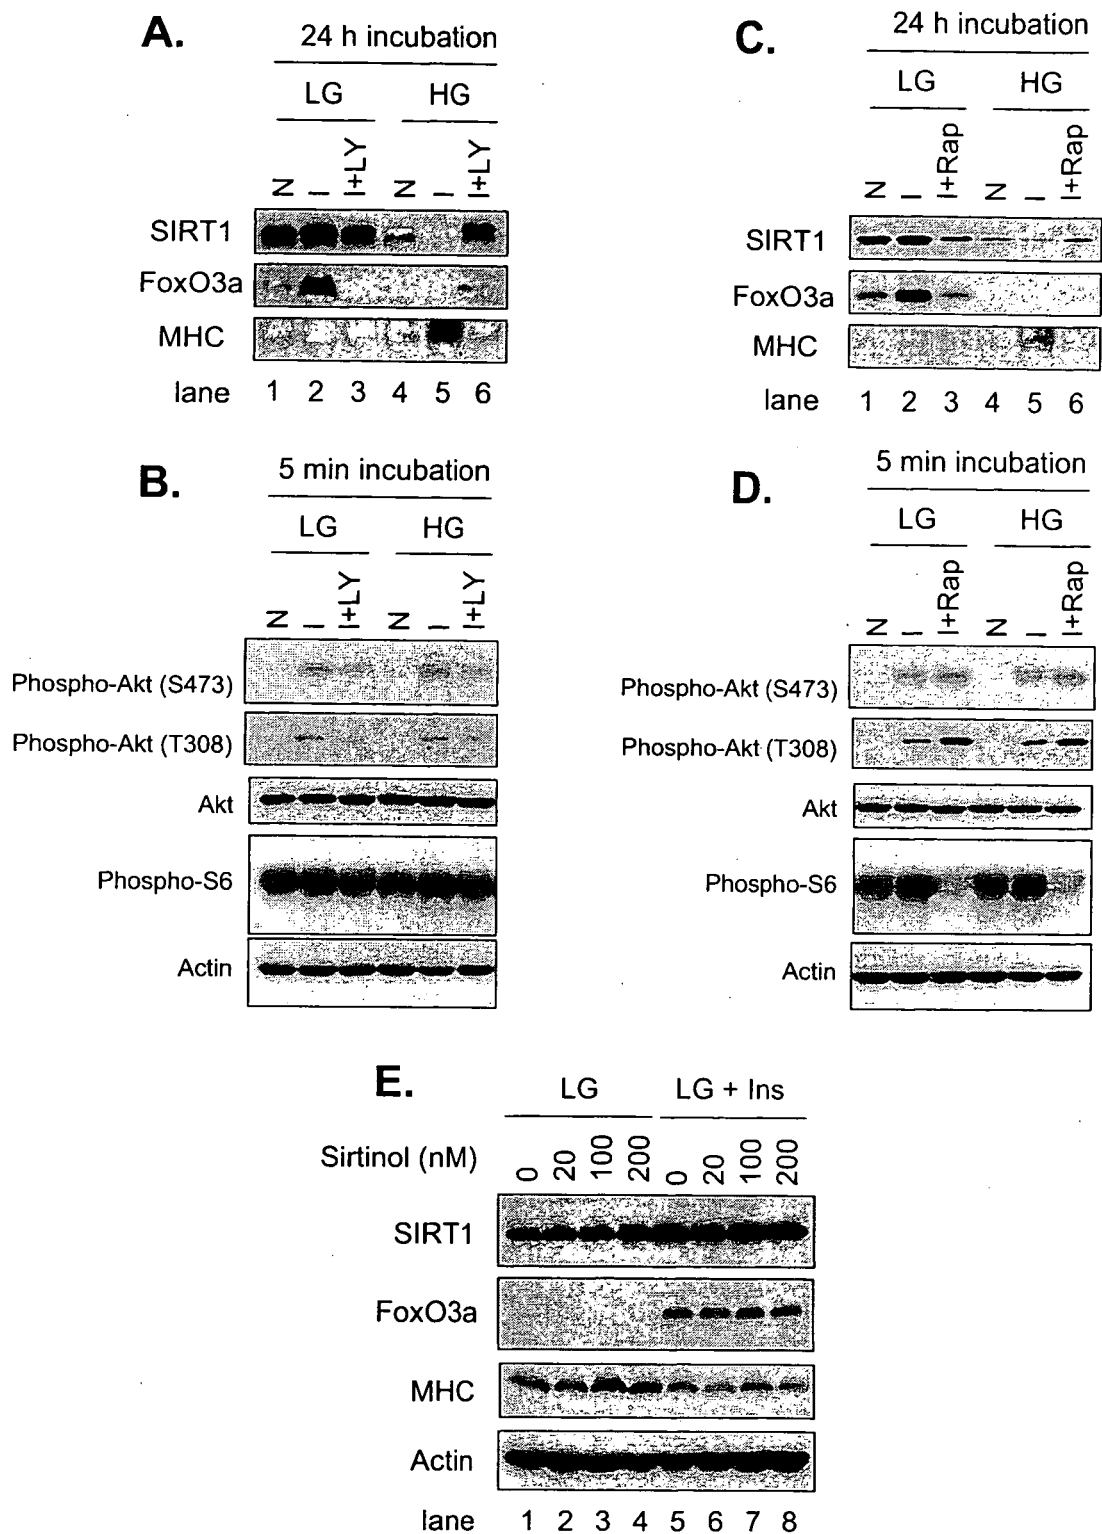 A.
24 h incubation
LG HG
N I I+LY N I I+LY
SIRT1
FoxO3a
MHC
lane 1 2 3 4 5 6
B.
5 min incubation
LG HG
N I I+LY N I I+LY
Phospho-Akt (S473)
Phospho-Akt (T308)
Akt
Phospho-S6
Actin
C.
24 h incubation
LG HG
N I I+Rap N I I+Rap
SIRT1
FoxO3a
MHC
lane 1 2 3 4 5 6
D.
5 min incubation
LG HG
N I I+Rap N I I+Rap
Phospho-Akt (S473)
Phospho-Akt (T308)
Akt
Phospho-S6
Actin
E.
LG LG + Ins
Sirtinol (nM) 0 20 100 200 0 20 100 200
SIRT1
FoxO3a
MHC
Actin
lane 1 2 3 4 5 6 7 8